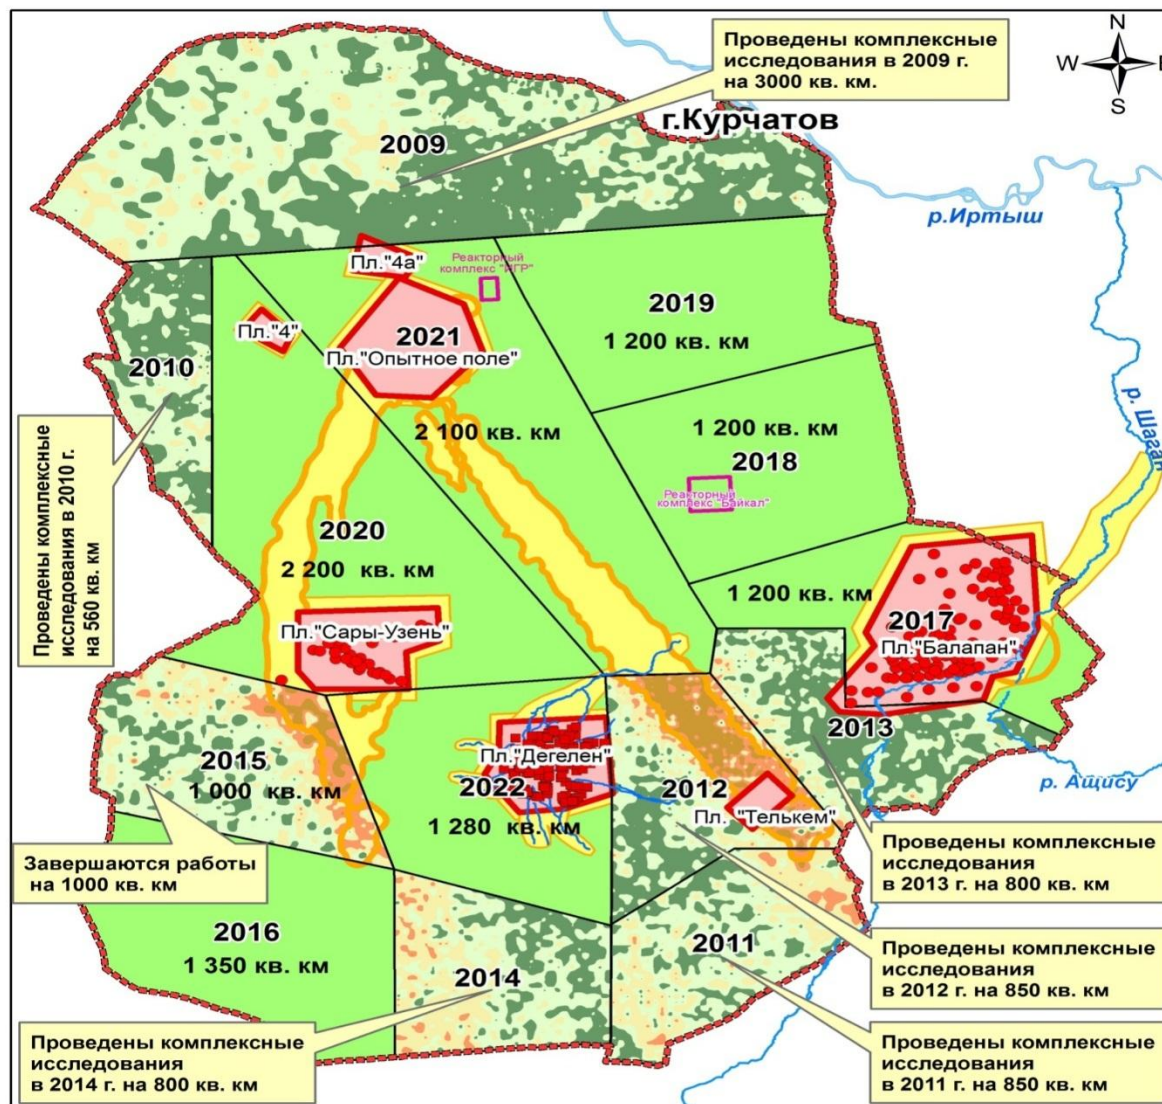 Проведены комплексные
исследования в 2009 г.
на 3000 кв. км.
N
W
E
S
г.Курчатов
2009
р.Иртыш
Пл."4а"
Реакторный
комплекс "ИГР"
2019
1 200 кв. км
Пл."4"
2021
Пл."Опытное поле"
2010
р. Шаган
2 100 кв. км
1 200 кв. км
2018
Реакторный
комплекс "Байкал"
Проведены комплексные
исследования в 2010 г.
на 560 кв. км
2020
2 200 кв. км
1 200 кв. км
2017
Пл."Балапан"
Пл."Сары-Узень"
2013
2015
1 000 кв. км
Пл."Дегелен"
2022
1 280 кв. км
2012
Пл. "Телькем"
р. Ащису
Завершаются работы
на 1000 кв. км
Проведены комплексные
исследования
в 2013 г. на 800 кв. км
2016
1 350 кв. км
2014
2011
Проведены комплексные
исследования
в 2012 г. на 850 кв. км
Проведены комплексные
исследования
в 2014 г. на 800 кв. км
Проведены комплексные
исследования
в 2011 г. на 850 кв. км